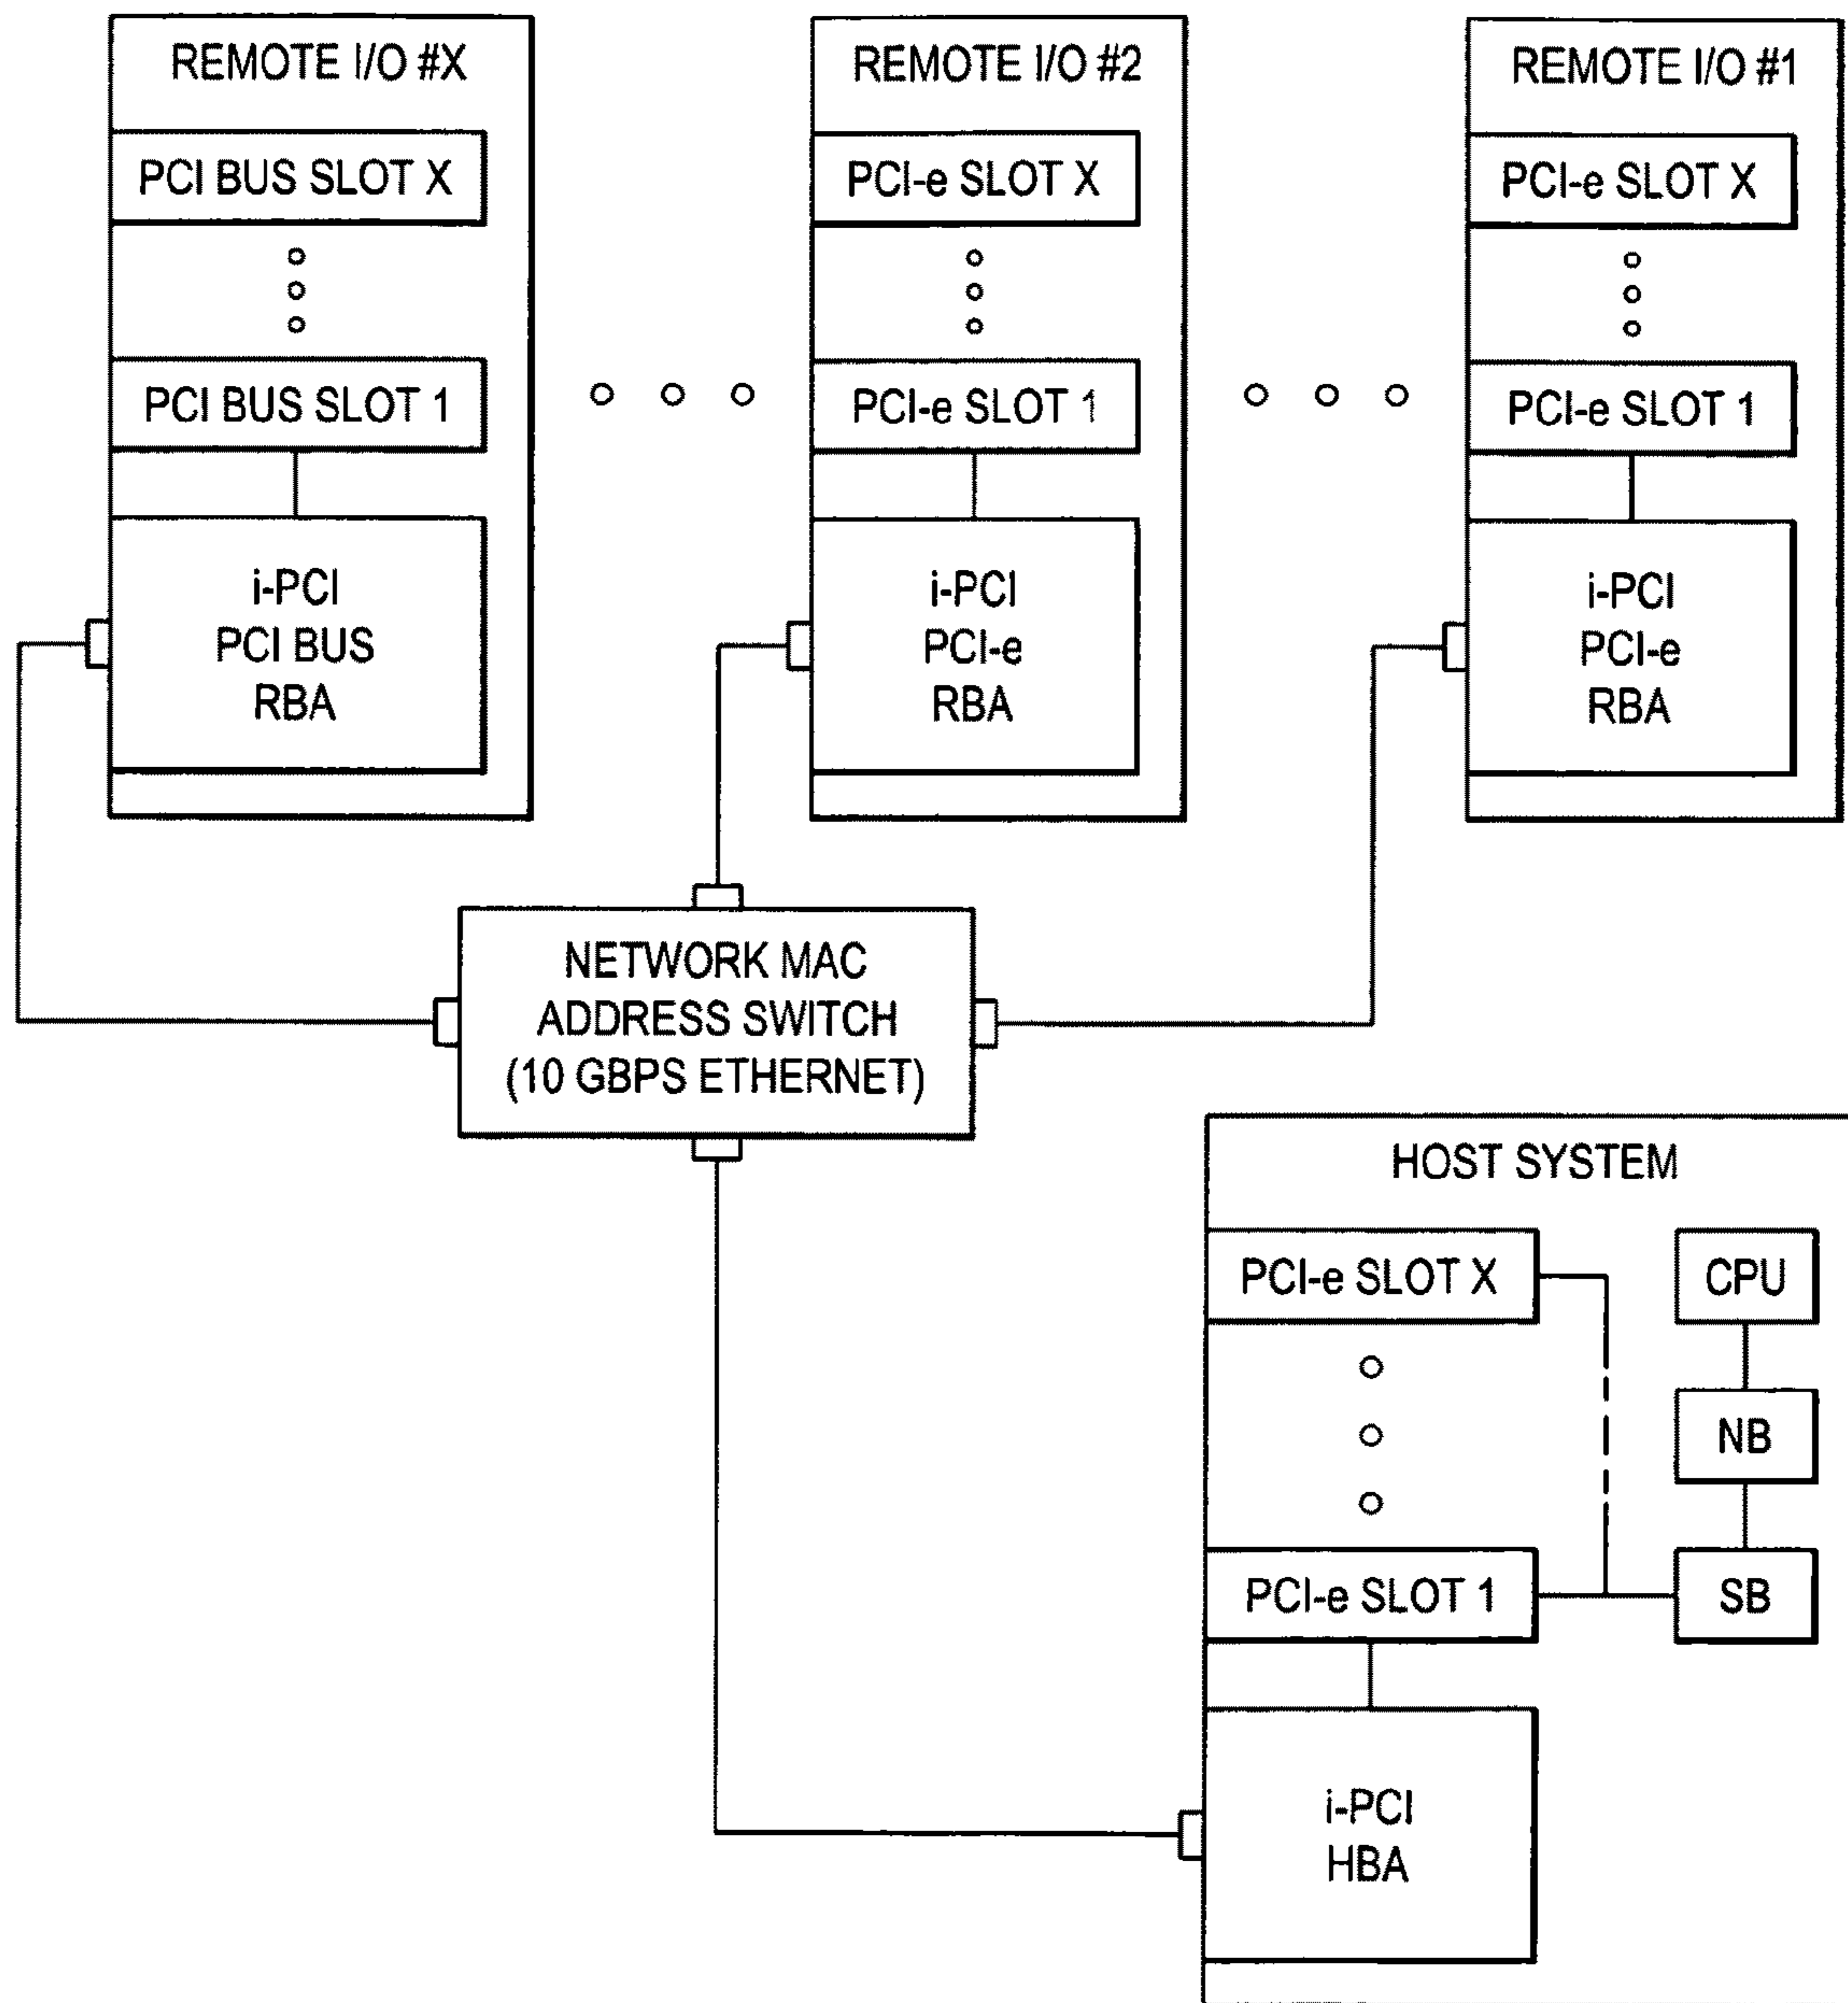 REMOTE I/O #X
PCI BUS SLOT X
PCI BUS SLOT 1
i-PCI
PCI BUS
RBA
REMOTE I/O #2
PCI-e SLOT X
PCI-e SLOT 1
i-PCI
PCI-e
RBA
REMOTE I/O #1
PCI-e SLOT X
PCI-e SLOT 1
i-PCI
PCI-e
RBA
NETWORK MAC
ADDRESS SWITCH
(10 GBPS ETHERNET)
HOST SYSTEM
PCI-e SLOT X
CPU
NB
PCI-e SLOT 1
SB
i-PCI
HBA